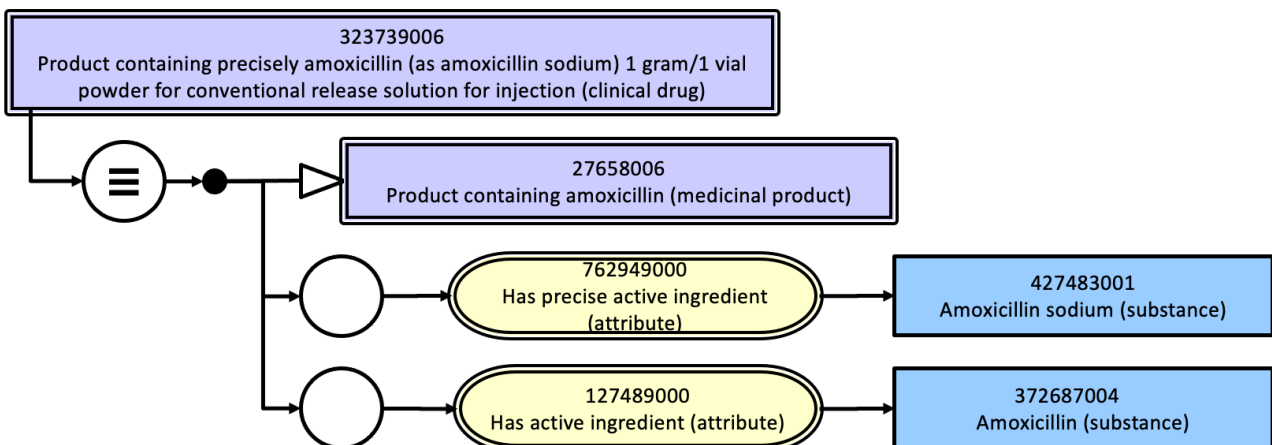 323739006
Product containing precisely amoxicillin (as amoxicillin sodium) 1 gram/1 vial
powder for conventional release solution for injection (clinical drug)
27658006
Product containing amoxicillin (medicinal product)
762949000
Has precise active ingredient
(attribute)
427483001
Amoxicillin sodium (substance)
127489000
Has active ingredient (attribute)
372687004
Amoxicillin (substance)